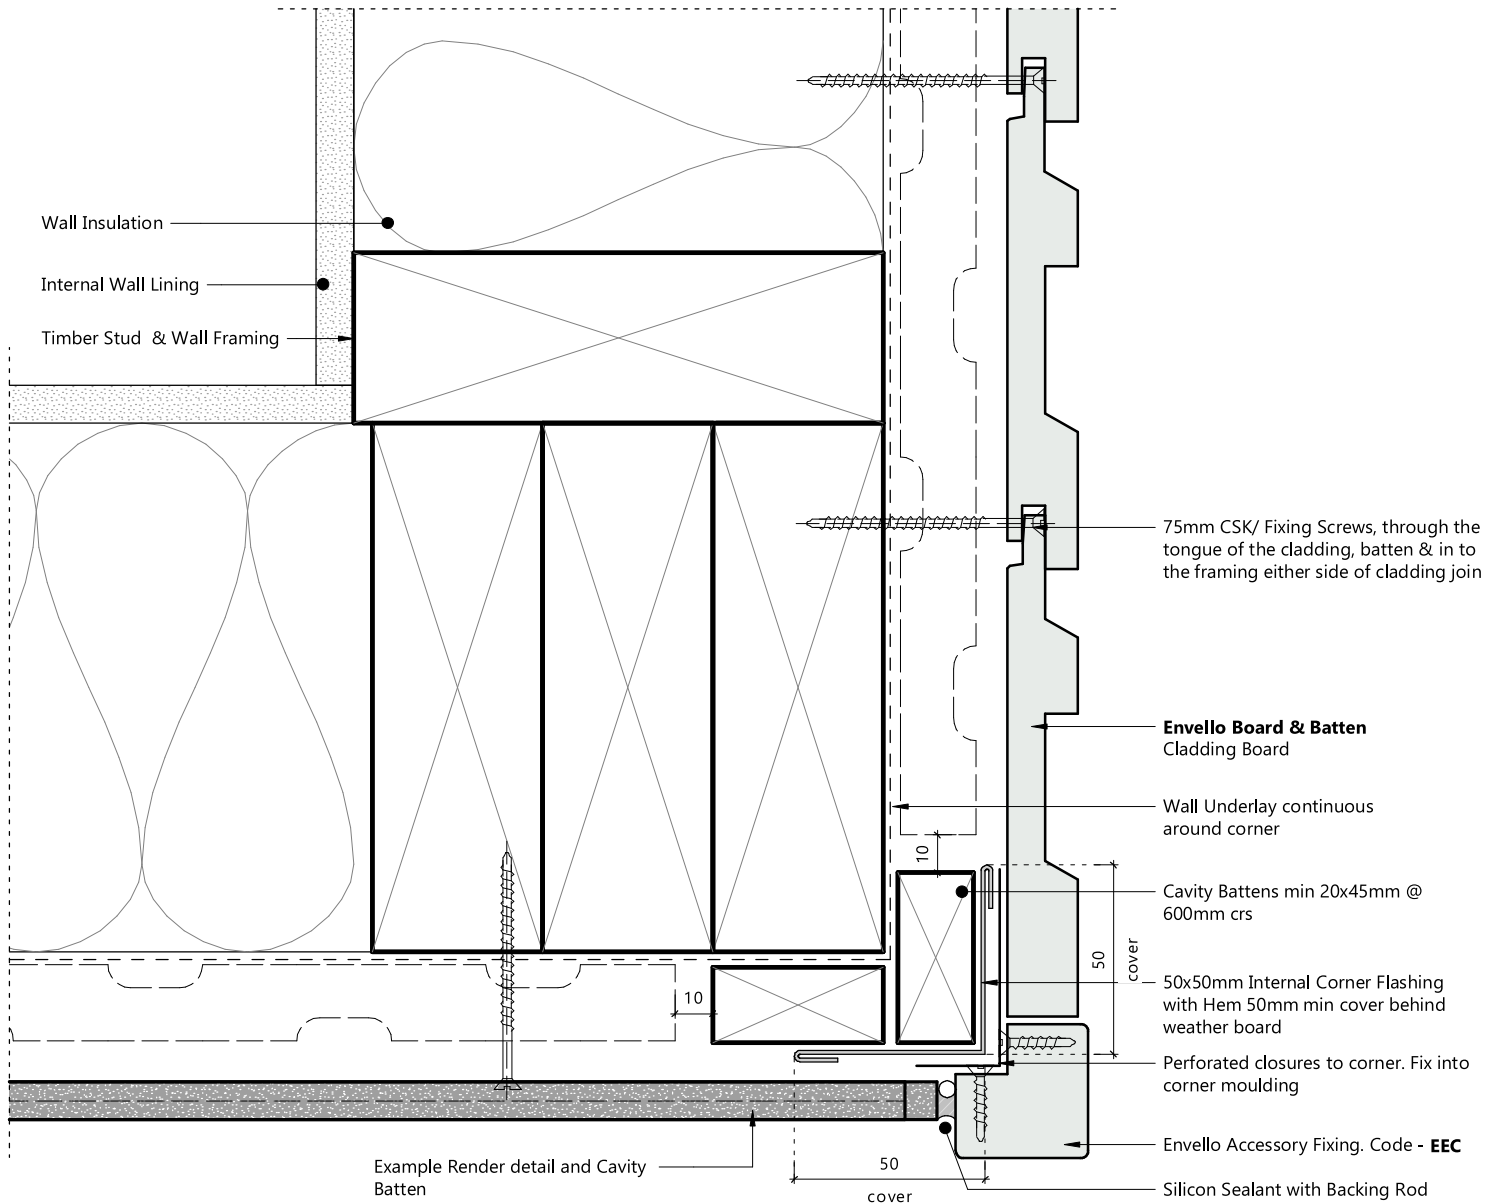 Wall Insulation
Internal Wall Lining
Timber Stud & Wall Framing
75mm CSK/ Fixing Screws, through the
tongue of the cladding, batten & in to
the framing either side of cladding join
Envello Board & Batten
Cladding Board
Wall Underlay continuous
around corner
10
Cavity Battens min 20x45mm @
600mm crs
50
cover
50x50mm Internal Corner Flashing
with Hem 50mm min cover behind
weather board
10
Perforated closures to corner. Fix into
corner moulding
Envello Accessory Fixing. Code - EEC
Example Render detail and Cavity
Batten
50
cover
Silicon Sealant with Backing Rod